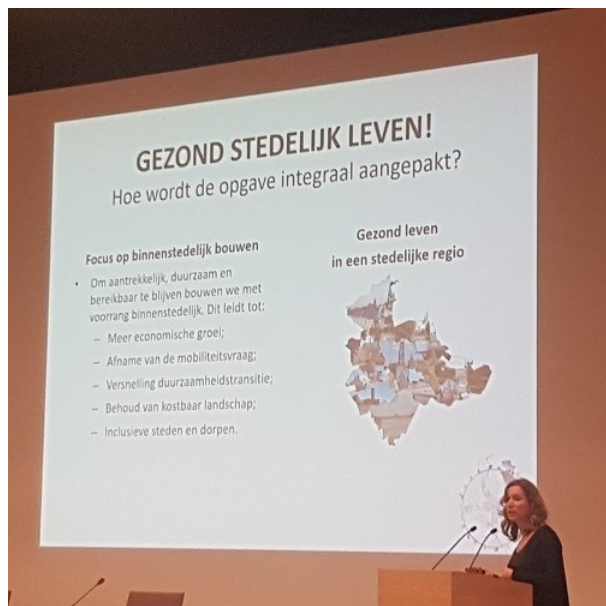 GEZOND STEDELIJK LEVEN!
Hoe wordt de opgave integraal aangepakt?
Focus op binnenstedelijk bouwen
• Om aantrekkelijk, duurzaam en
bereikbaar te blijven bouwen we met
voorrang binnenstedelijk. Dit leidt tot:
– Meer economische groei;
– Afname van de mobiliteitsvraag;
– Versnelling duurzaamheidstransitie;
– Behoud van kostbaar landschap;
– Inclusieve steden en dorpen.
Gezond leven
in een stedelijke regio